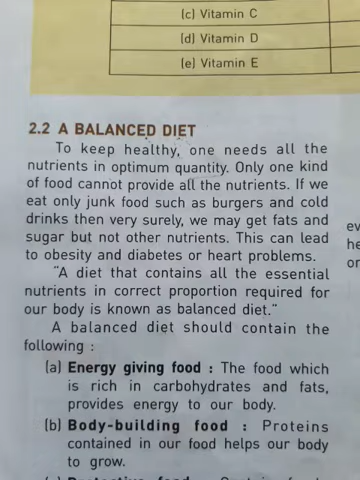 (c) Vitamin C
(d) Vitamin D
(e) Vitamin E
2.2 A BALANCED DIET
To keep healthy, one needs all the
nutrients in optimum quantity. Only one kind
of food cannot provide all the nutrients. If we
eat only junk food such as burgers and cold
drinks then very surely, we may get fats and
sugar but not other nutrients. This can lead
to obesity and diabetes or heart problems.
"A diet that contains all the essential
nutrients in correct proportion required for
our body is known as balanced diet."
A balanced diet should contain the
following :
(a) Energy giving food : The food which
is rich in carbohydrates and fats,
provides energy to our body.
(b) Body-building food : Proteins
contained in our food helps our body
to grow.